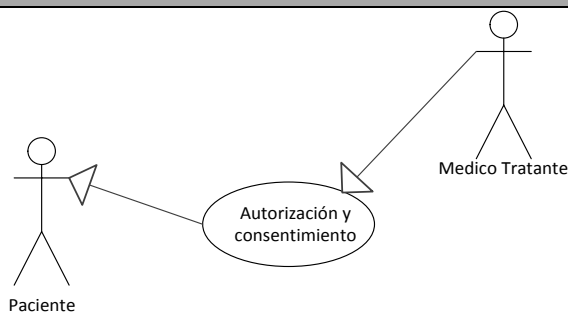 Medico Tratante
Autorización y
consentimiento
Paciente